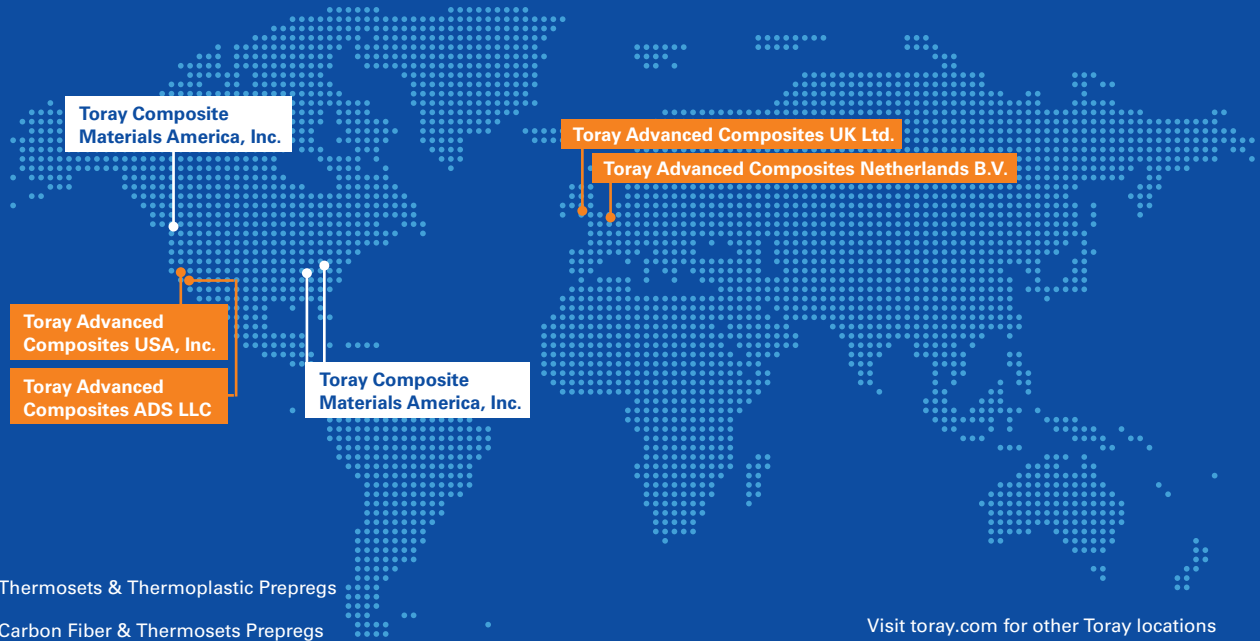 Toray Composite
Materials America, Inc.
Toray Advanced Composites UK Ltd.
Toray Advanced Composites Netherlands B.V.
Toray Advanced
Composites USA, Inc.
Toray Advanced
Composites ADS LLC
Toray Composite
Materials America, Inc.
Thermosets & Thermoplastic Prepregs
Carbon Fiber & Thermosets Prepregs
Visit toray.com for other Toray locations